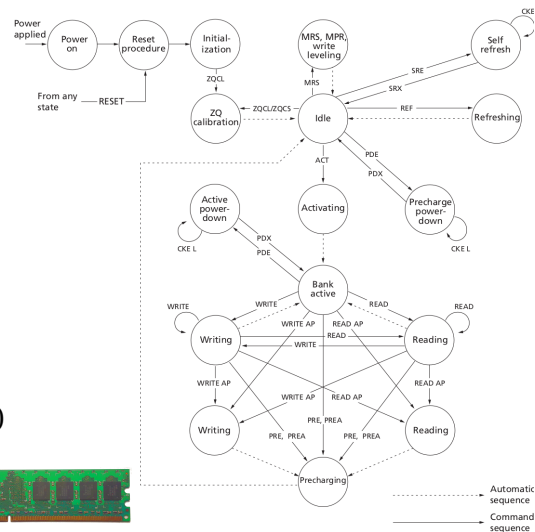 Power
applied
Power
on
Reset
procedure
Initial-
ization
MRS, MPR,
write
leveling
Self
refresh
CKE
ZQCL
MRS
SRE
SRX
From any
state
RESET
ZQ
calibration
ZQCL/ZQCS
Idle
REF
Refreshing
ACT
PDE
PDX
Active
power-
down
Activating
Precharge
power-
down
CKE L
CKE L
PDX
PDE
Bank
active
WRITE
WRITE
READ
READ
WRITE AP
READ AP
Writing
READ
WRITE
Reading
WRITE AP
WRITE AP
READ AP
READ AP
Writing
PRE, PREA
PRE, PREA
PRE, PREA
Reading
Precharging
)
Automatic
sequence
Command
sequence